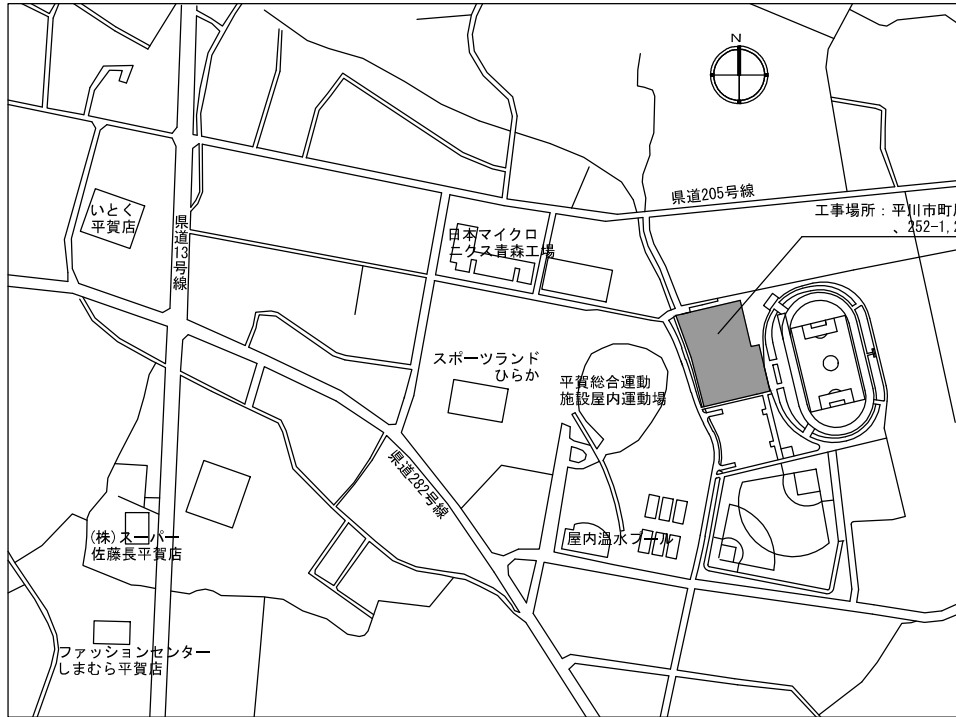 N
県道205号線
工事場所：平川市町
、252-1,2
いとく
平賀店
県道13号線
日本マイクロ
ニクス青森工場
スポーツランド
ひらか
平賀総合運動
施設屋内運動場
県道282号線
屋内温水プール
(株)スーパー
佐藤長平賀店
ファッションセンター
しまむら平賀店